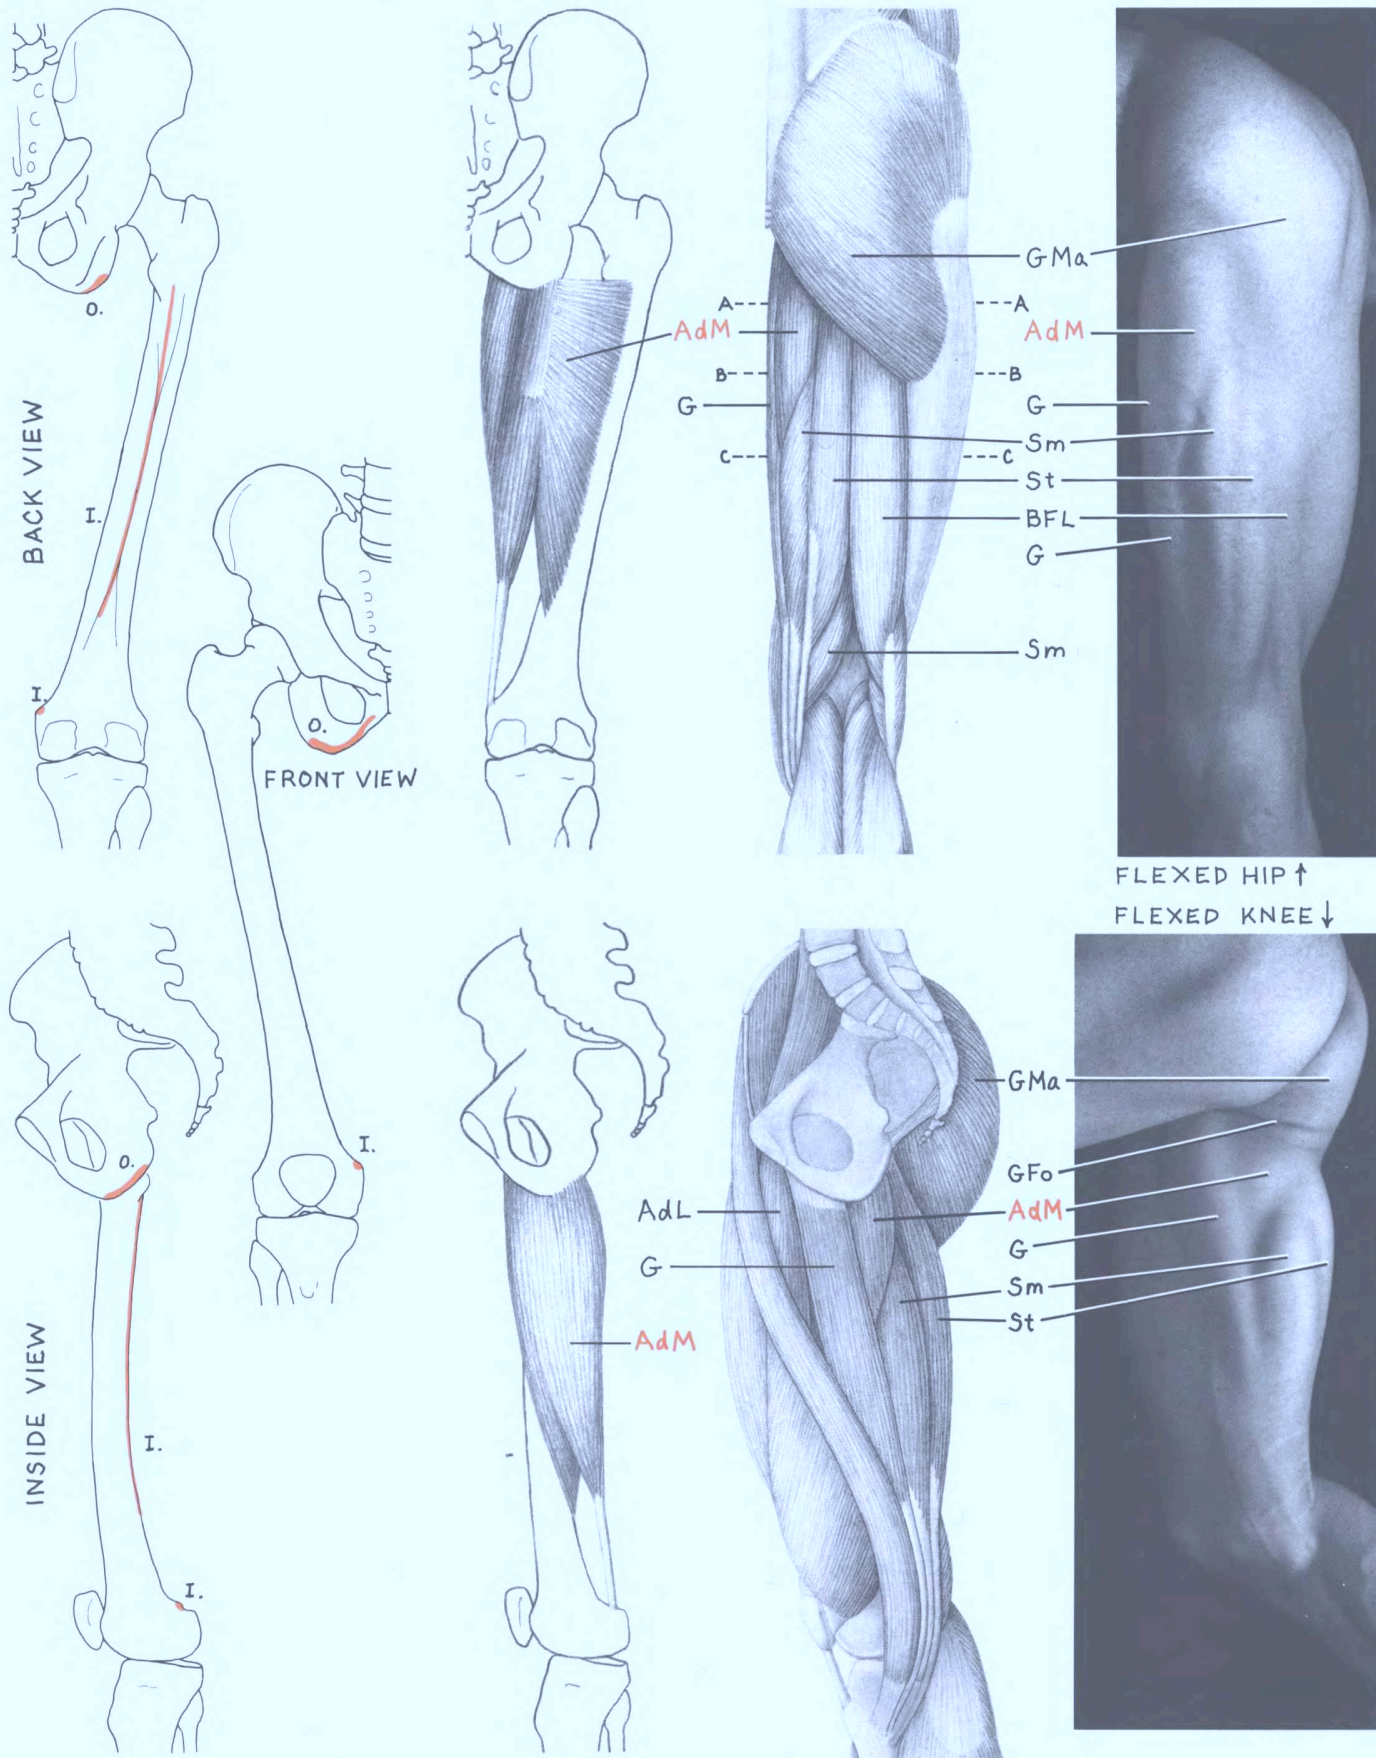 O.
I.
I.
BACK VIEW
O.
I.
FRONT VIEW
AdM
G
A
B
C
A
B
C
GMa
AdM
G
Sm
St
BFL
G
Sm
FLEXED HIP↑
FLEXED KNEE↓
INSIDE VIEW
O.
I.
I.
AdM
AdL
G
GMa
GFo
AdM
G
Sm
St